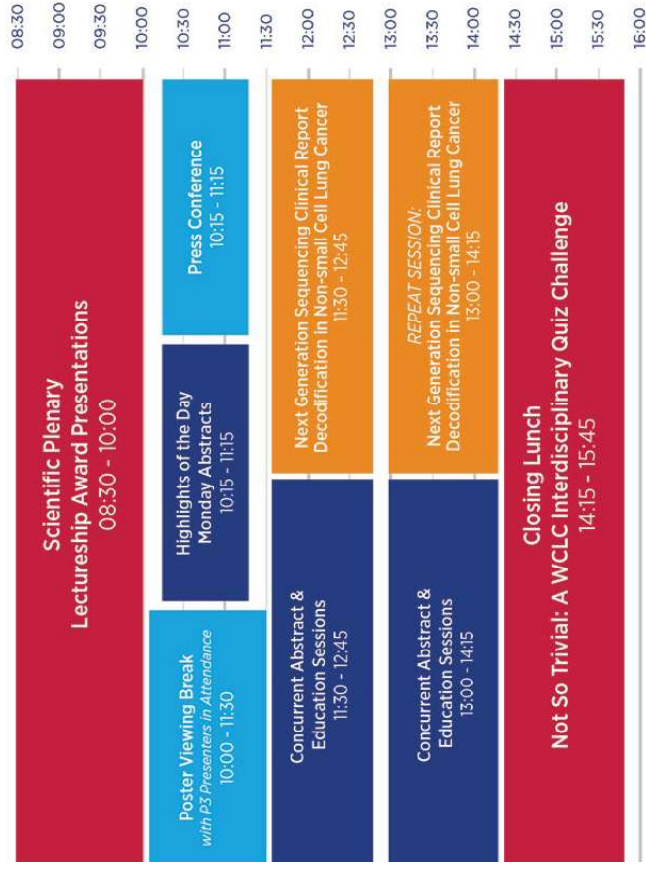 08:30
09:00
09:30
10:00
10:30
11:00
11:30
12:00
12:30
13:00
13:30
14:00
14:30
15:00
15:30
16:00
Scientific Plenary
Lectureship Award Presentations
08:30 - 10:00
Poster Viewing Break
with P3 Presenters in Attendance
10:00 - 11:30
Highlights of the Day
Monday Abstracts
10:15 - 11:15
Press Conference
10:15 - 11:15
Concurrent Abstract &
Education Sessions
11:30 - 12:45
Next Generation Sequencing Clinical Report
Decodification in Non-small Cell Lung Cancer
11:30 - 12:45
Concurrent Abstract &
Education Sessions
13:00 - 14:15
REPEAT SESSION:
Next Generation Sequencing Clinical Report
Decodification in Non-small Cell Lung Cancer
13:00 - 14:15
Closing Lunch
Not So Trivial: A WCLC Interdisciplinary Quiz Challenge
14:15 - 15:45